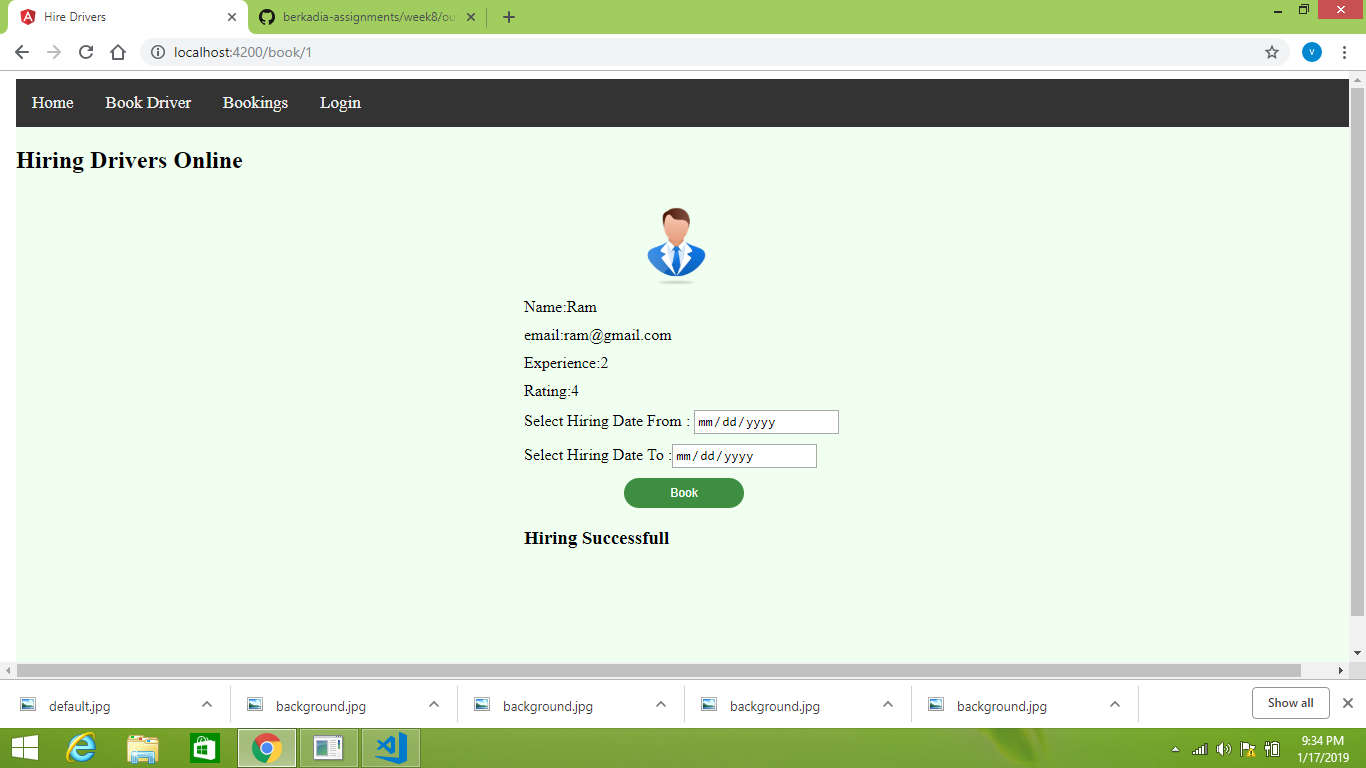 Hire Drivers
berkadia-assignments/week8/ou
localhost:4200/book/1
v
Home Book Driver Bookings Login
Hiring Drivers Online
Name:Ram
email:ram@gmail.com
Experience:2
Rating:4
Select Hiring Date From : mm/dd/yyyy
Select Hiring Date To :mm/dd/yyyy
Book
Hiring Successfull
default.jpg background.jpg background.jpg background.jpg background.jpg Show all
9:34 PM
1/17/2019